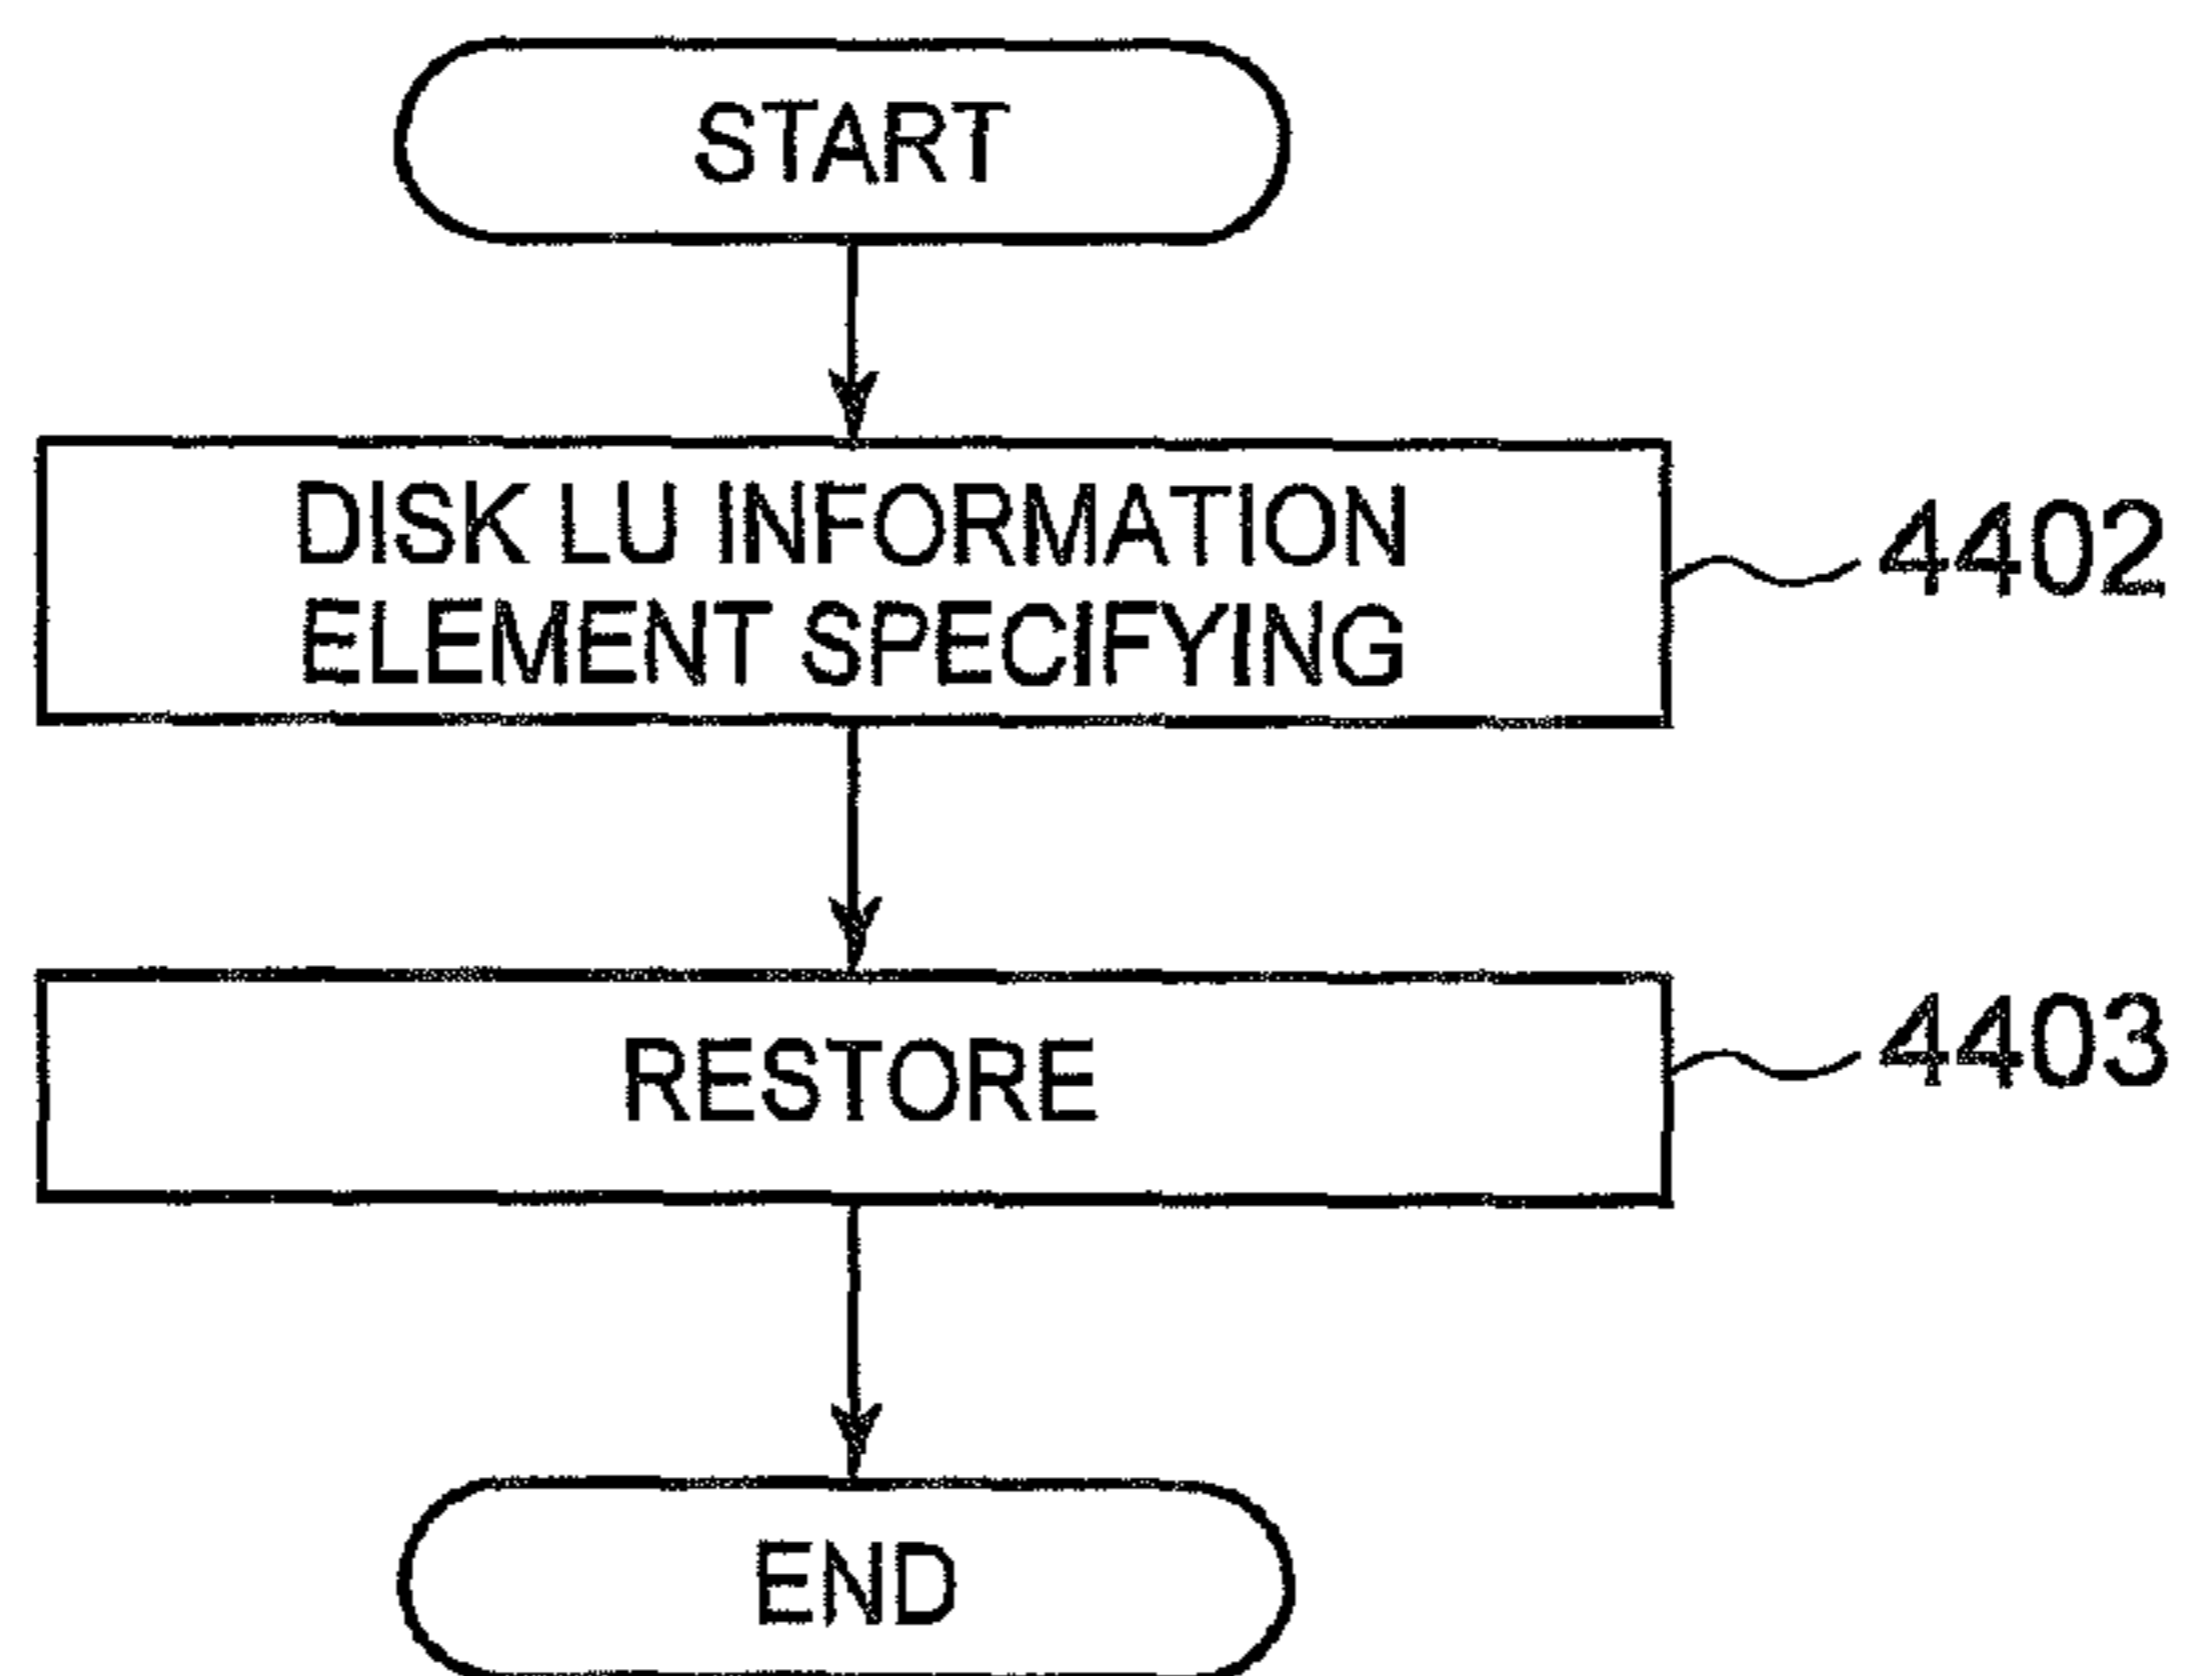 START
DISK LU INFORMATION
ELEMENT SPECIFYING
4402
RESTORE
4403
END